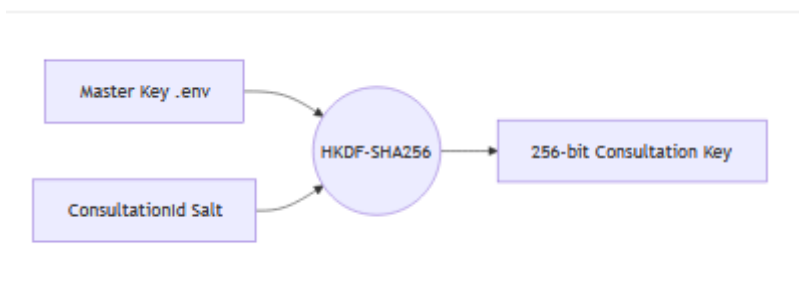 Master Key .env
HKDF-SHA256
256-bit Consultation Key
ConsultationId Salt